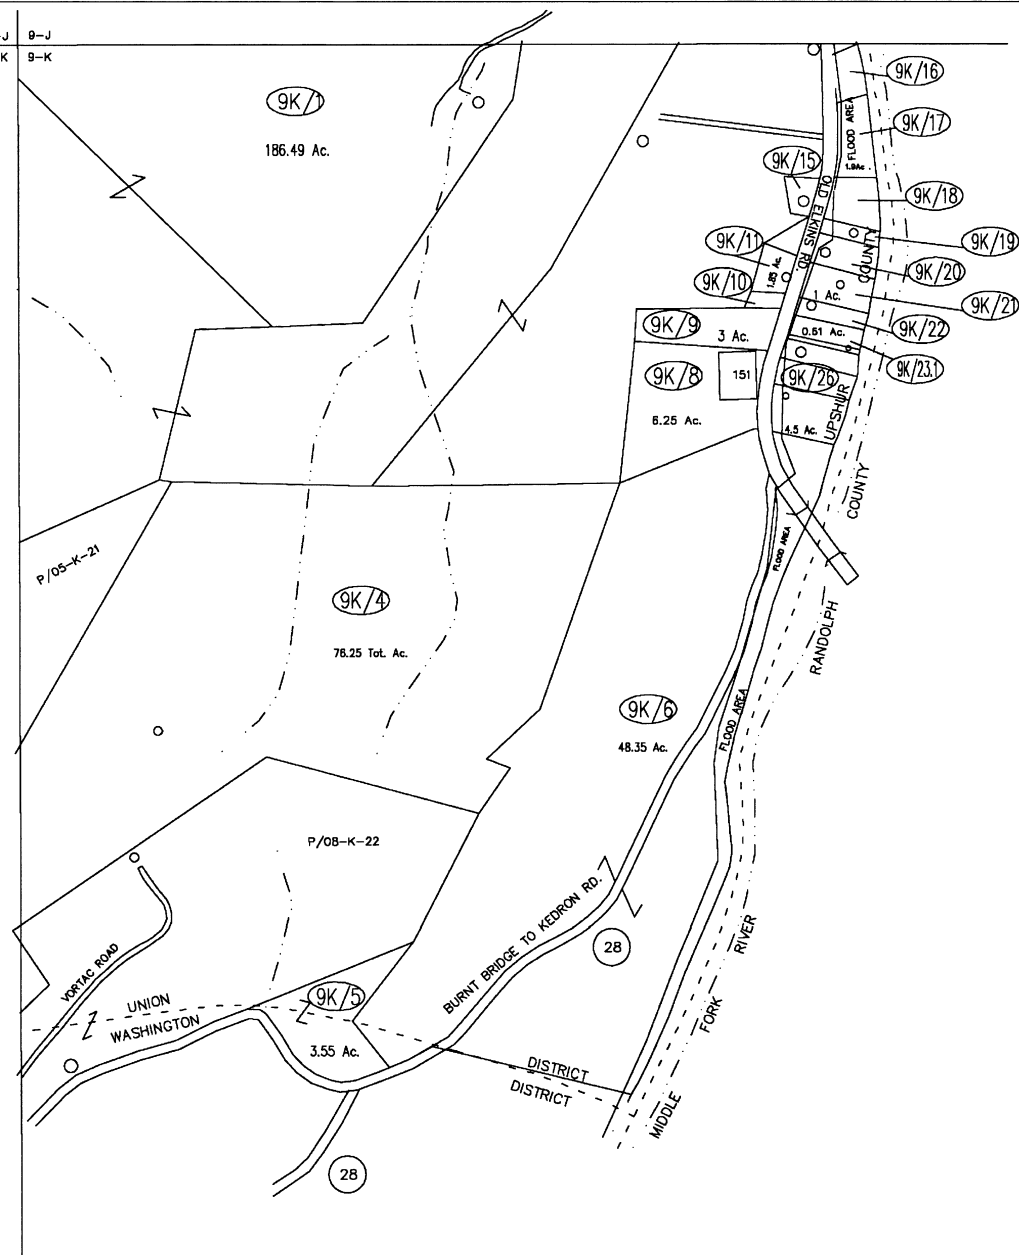 -J 9-J
K 9-K
9K/1
186.49 Ac.
9K/16
9K/17
FLOOD AREA
1.9Ac.
9K/15
9K/18
OLD ELKINS RD.
9K/11
1.85 Ac.
9K/19
COUNTY
9K/20
9K/10
1 Ac.
9K/21
9K/9
3 Ac.
0.51 Ac.
9K/22
9K/8
151
9K/26
9K/23.1
6.25 Ac.
4.5 Ac.
UPSHUR
COUNTY
P/05-K-21
FLOOD AREA
9K/4
76.25 Tot. Ac.
RANDOLPH
9K/6
48.35 Ac.
FLOOD AREA
P/08-K-22
BURNT BRIDGE TO KEDRON RD.
28
RIVER
VORTAC ROAD
UNION
WASHINGTON
9K/5
3.55 Ac.
FORK
DISTRICT
DISTRICT
MIDDLE
28